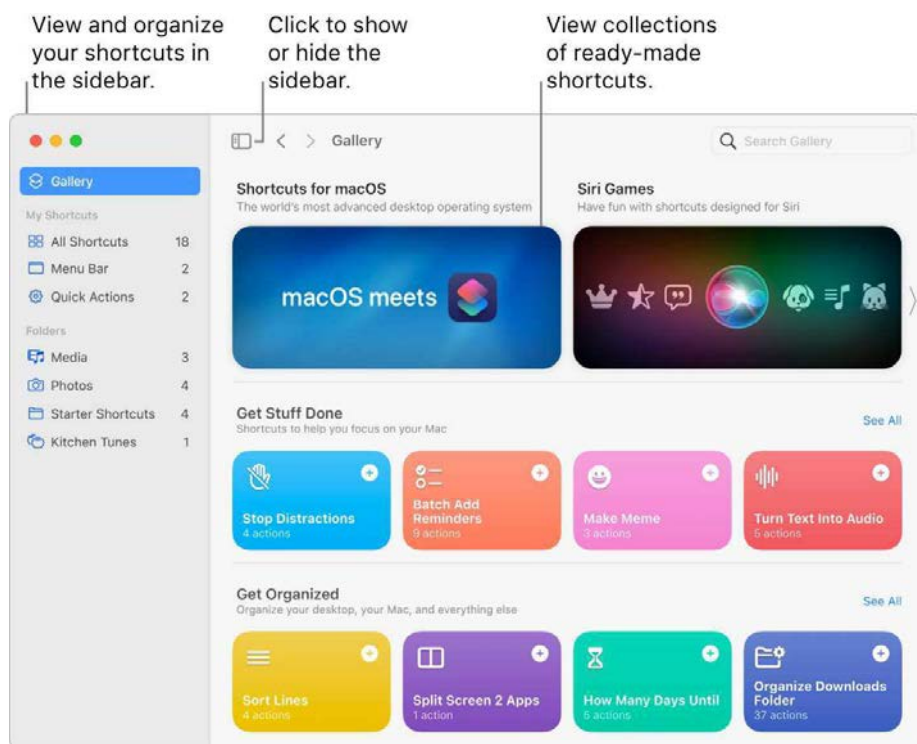 View and organize
your shortcuts in
the sidebar.
Click to show
or hide the
sidebar.
View collections
of ready-made
shortcuts.
Gallery
My Shortcuts
All Shortcuts 18
Menu Bar 2
Quick Actions 2
Folders
Media 3
Photos 4
Starter Shortcuts 4
Kitchen Tunes 1
Gallery
Search Gallery
Shortcuts for macOS
The world's most advanced desktop operating system
macOS meets
Siri Games
Have fun with shortcuts designed for Siri
Get Stuff Done
See All
Shortcuts to help you focus on your Mac
Stop Distractions
4 actions
Batch Add
Reminders
9 actions
Make Meme
3 actions
Turn Text Into Audio
5 actions
Get Organized
See All
Organize your desktop, your Mac, and everything else
Sort Lines
4 actions
Split Screen 2 Apps
1 action
How Many Days Until
5 actions
Organize Downloads
Folder
37 actions